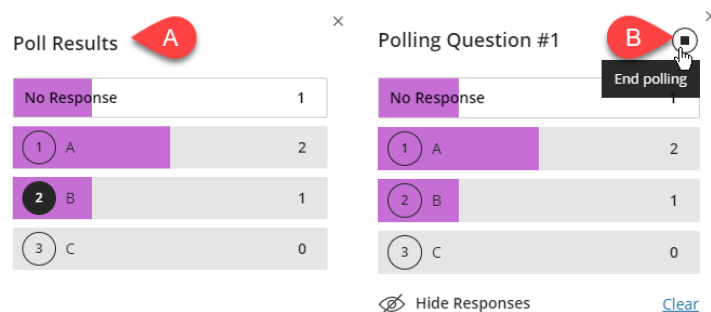 Poll Results
A
No Response 1
1 A 2
2 B 1
3 C 0
Polling Question #1
B
End polling
No Response 1
1 A 2
2 B 1
3 C 0
Hide Responses Clear